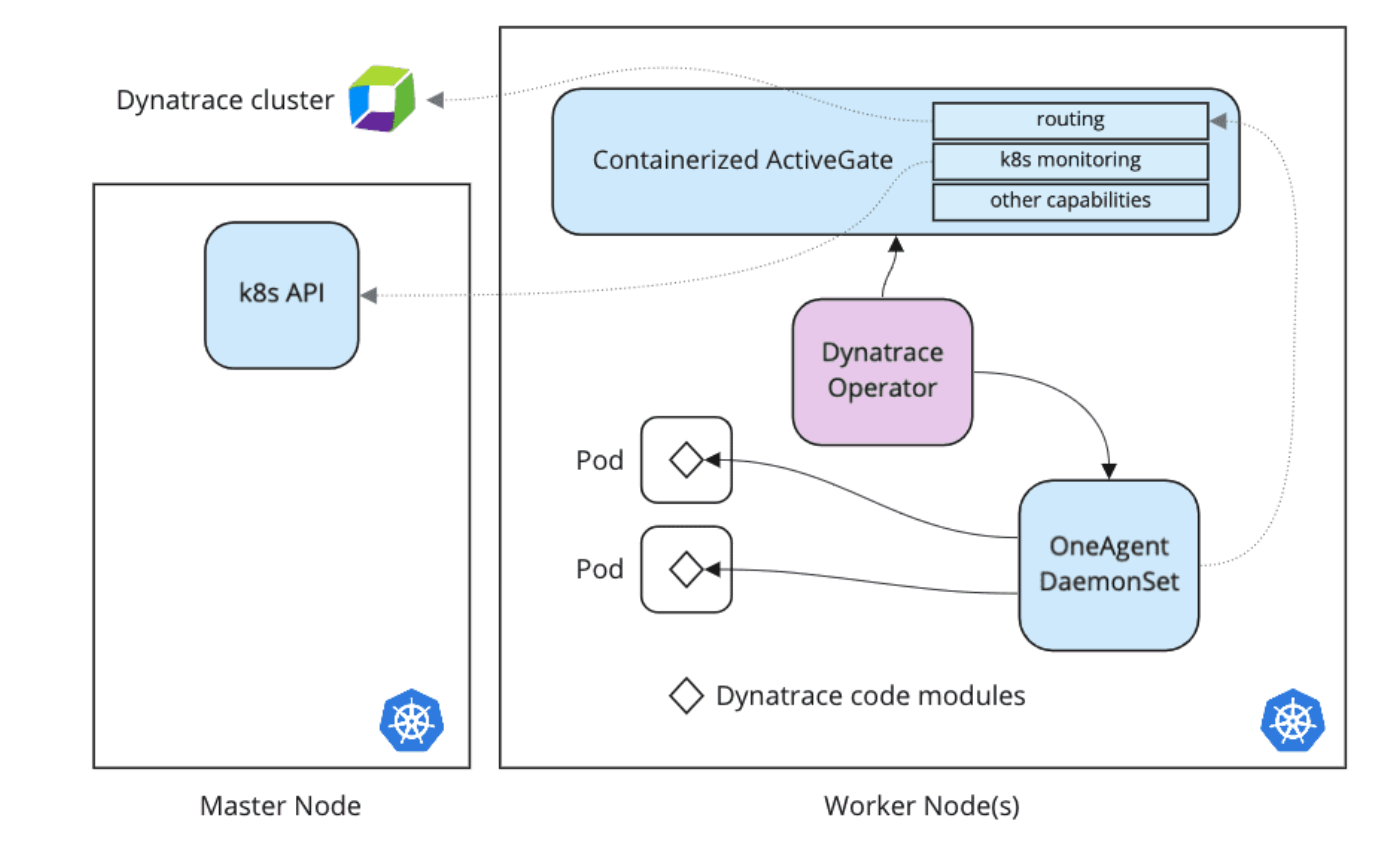 Dynatrace cluster
routing
Containerized ActiveGate
k8s monitoring
other capabilities
k8s API
Dynatrace
Operator
Pod
Pod
OneAgent
DaemonSet
Dynatrace code modules
Master Node
Worker Node(s)